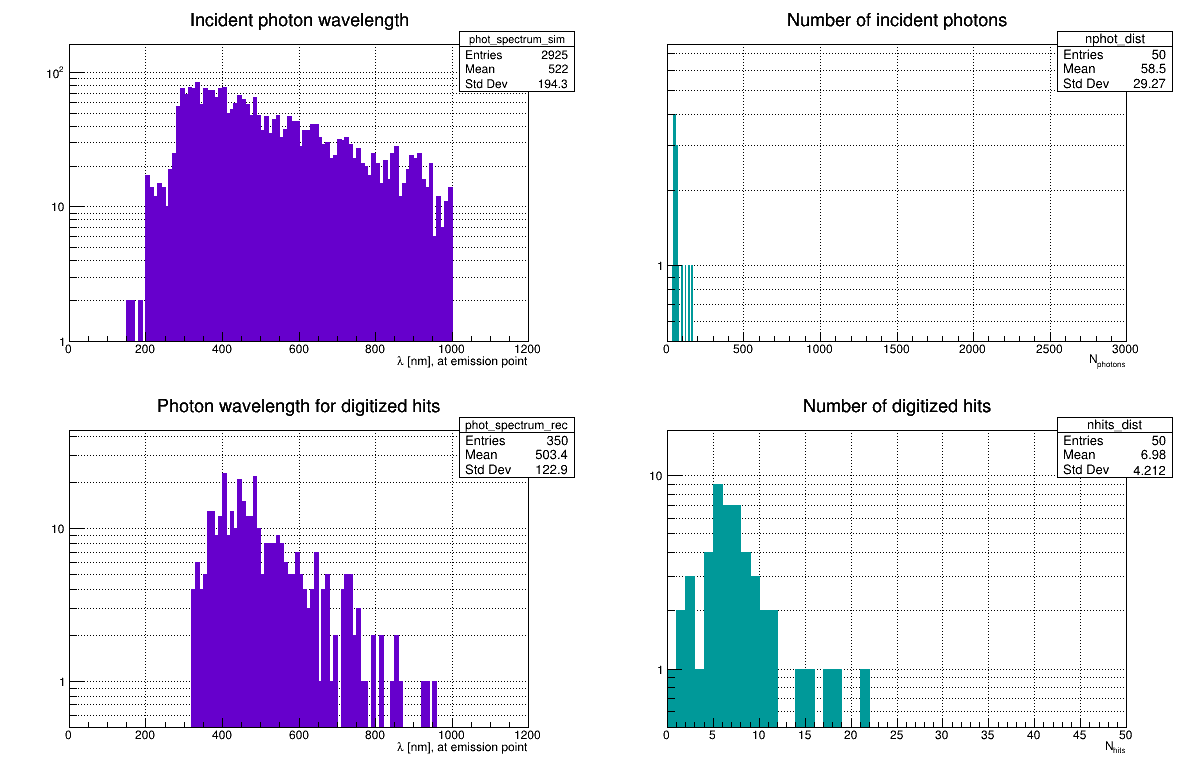 Incident photon wavelength
phot_spectrum_sim
Entries 2925
Mean 522
Std Dev 194.3
10²
10
1
0 200 400 600 800 1000 1200
λ [nm], at emission point
Number of incident photons
nphot_dist
Entries 50
Mean 58.5
Std Dev 29.27
1
0 500 1000 1500 2000 2500 3000
Nphotons
Photon wavelength for digitized hits
phot_spectrum_rec
Entries 350
Mean 503.4
Std Dev 122.9
10
1
0 200 400 600 800 1000 1200
λ [nm], at emission point
Number of digitized hits
nhits_dist
Entries 50
Mean 6.98
Std Dev 4.212
10
1
0 5 10 15 20 25 30 35 40 45 50
Nhits